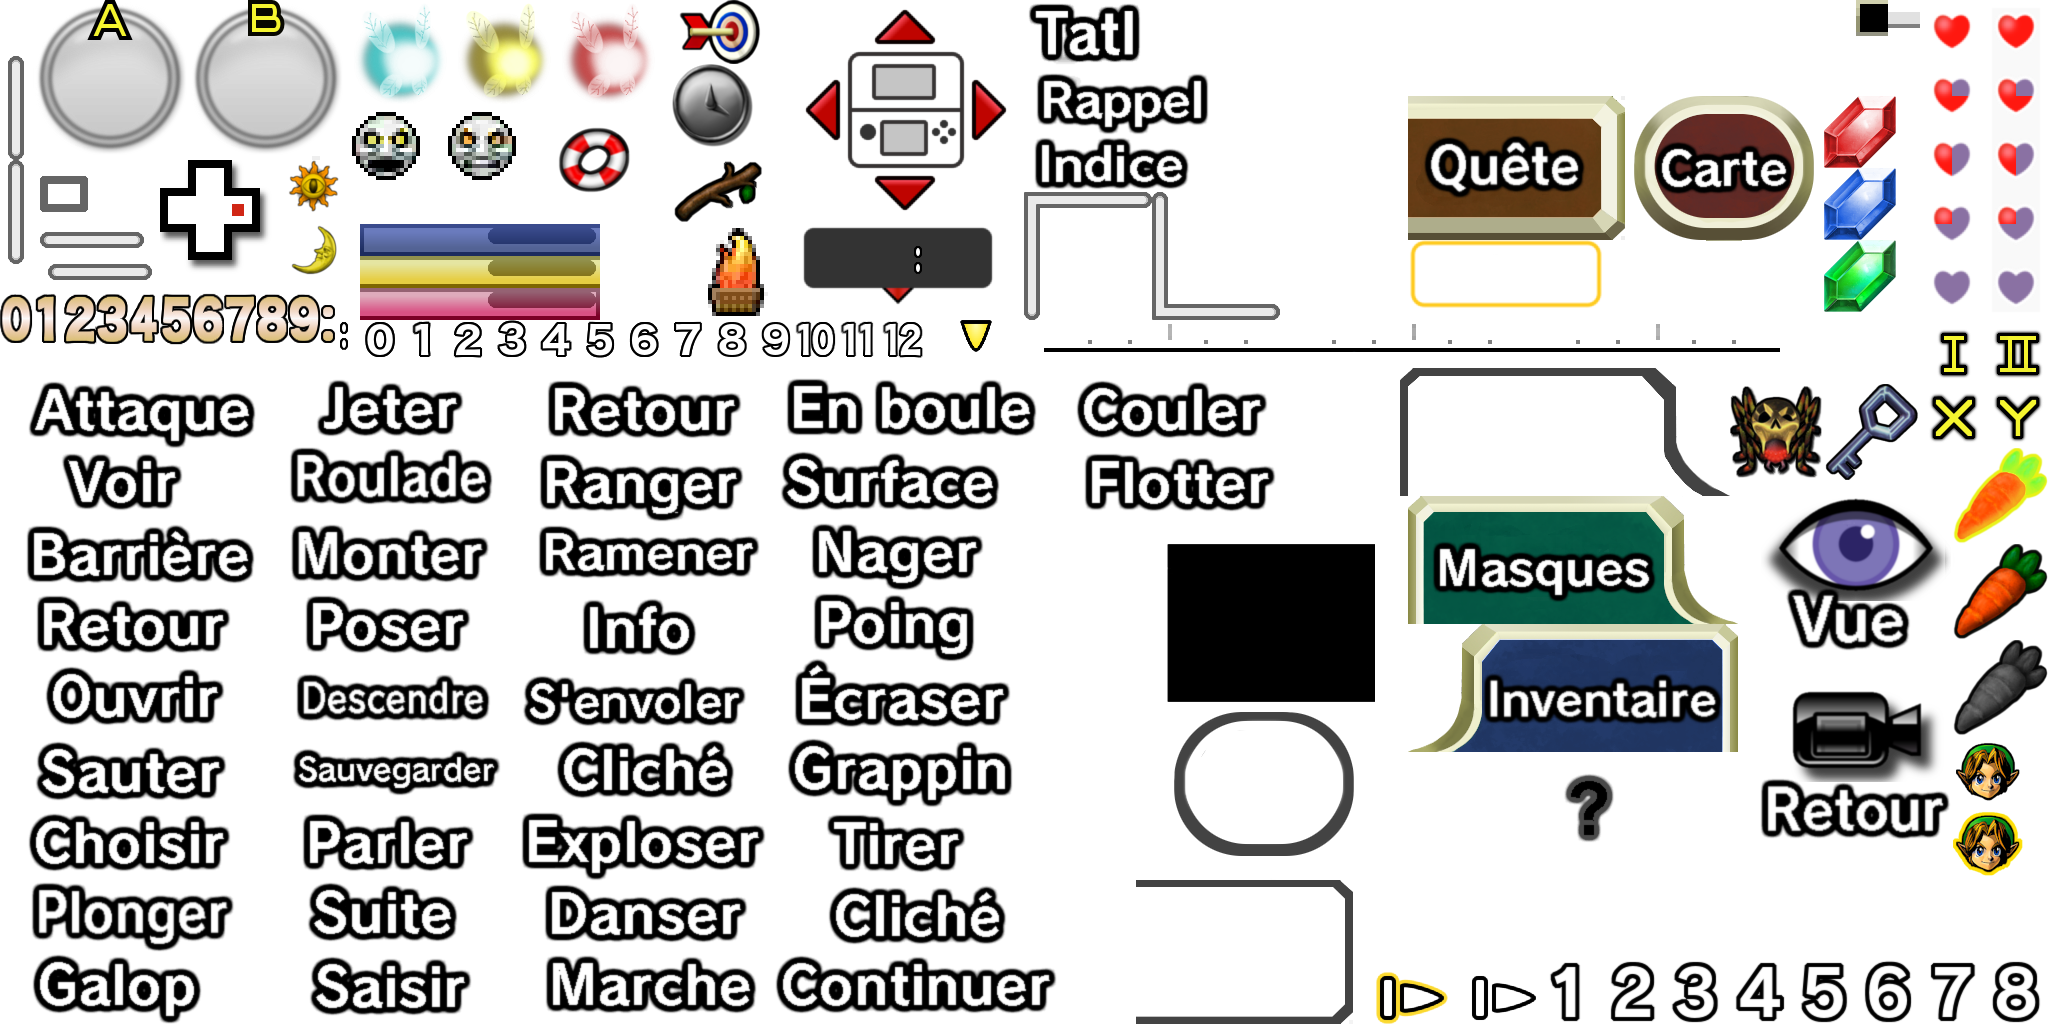 A
B
Tatl
Rappel
Indice
Quête
Carte
0123456789:
:
:
0 1 2 3 4 5 6 7 8 9 10 11 12
I II
X Y
Attaque Jeter Retour En boule Couler
Voir Roulade Ranger Surface Flotter
Barrière Monter Ramener Nager
Retour Poser Info Poing
Ouvrir Descendre S'envoler Écraser
Sauter Sauvegarder Cliché Grappin
Choisir Parler Exploser Tirer
Plonger Suite Danser Cliché
Galop Saisir Marche Continuer
Masques
Inventaire
Vue
Retour
?
1 2 3 4 5 6 7 8